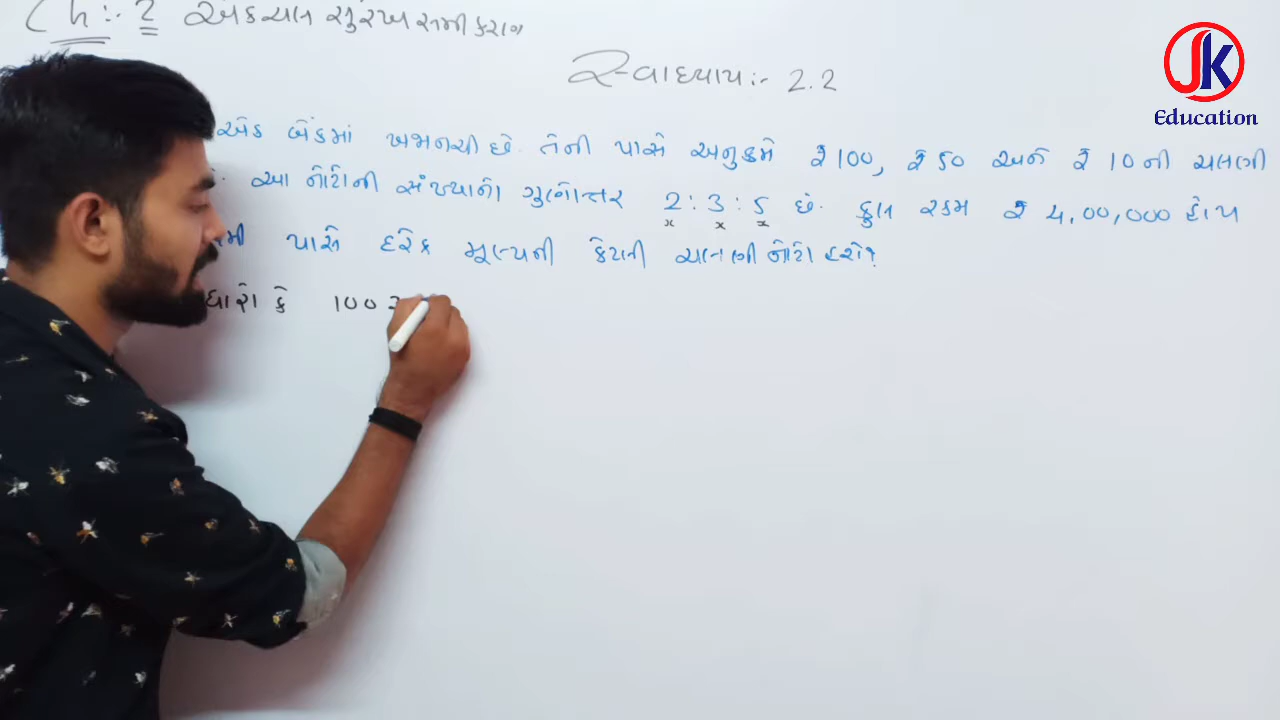 Ch :- 2 એકચલ સુરેખ સમીકરણ
સ્વાધ્યાય :- 2.2
JK
Education
એક બેંકમાં ખજાનચી છે. તેની પાસે અનુક્રમે ₹ 100, ₹ 50 અને ₹ 10 ની ચલણી
આ નોટોની સંખ્યાનો ગુણોત્તર 2 : 3 : 5 છે. કુલ રકમ ₹ 4,00,000 હોય
x x x
પાસે દરેક મૂલ્યની કેટલી ચલણી નોટો હશે?
ધારો કે 100